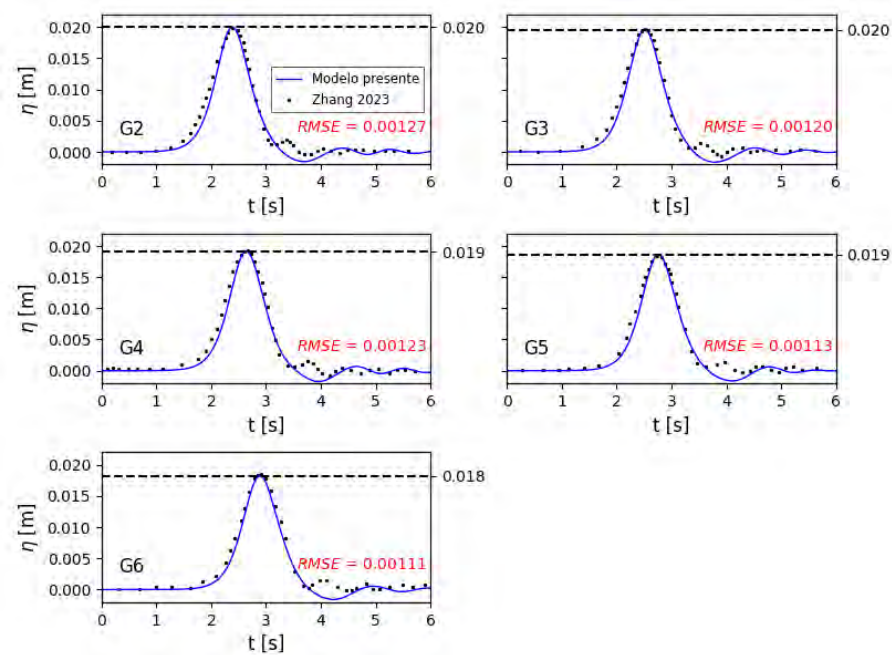 0.020
0.015
0.010
0.005
0.000
η [m]
G2
Modelo presente
Zhang 2023
RMSE = 0.00127
0.020
0 1 2 3 4 5 6
t [s]
G3
RMSE = 0.00120
0.020
0 1 2 3 4 5 6
t [s]
0.020
0.015
0.010
0.005
0.000
η [m]
G4
RMSE = 0.00123
0.019
0 1 2 3 4 5 6
t [s]
G5
RMSE = 0.00113
0.019
0 1 2 3 4 5 6
t [s]
0.020
0.015
0.010
0.005
0.000
η [m]
G6
RMSE = 0.00111
0.018
0 1 2 3 4 5 6
t [s]